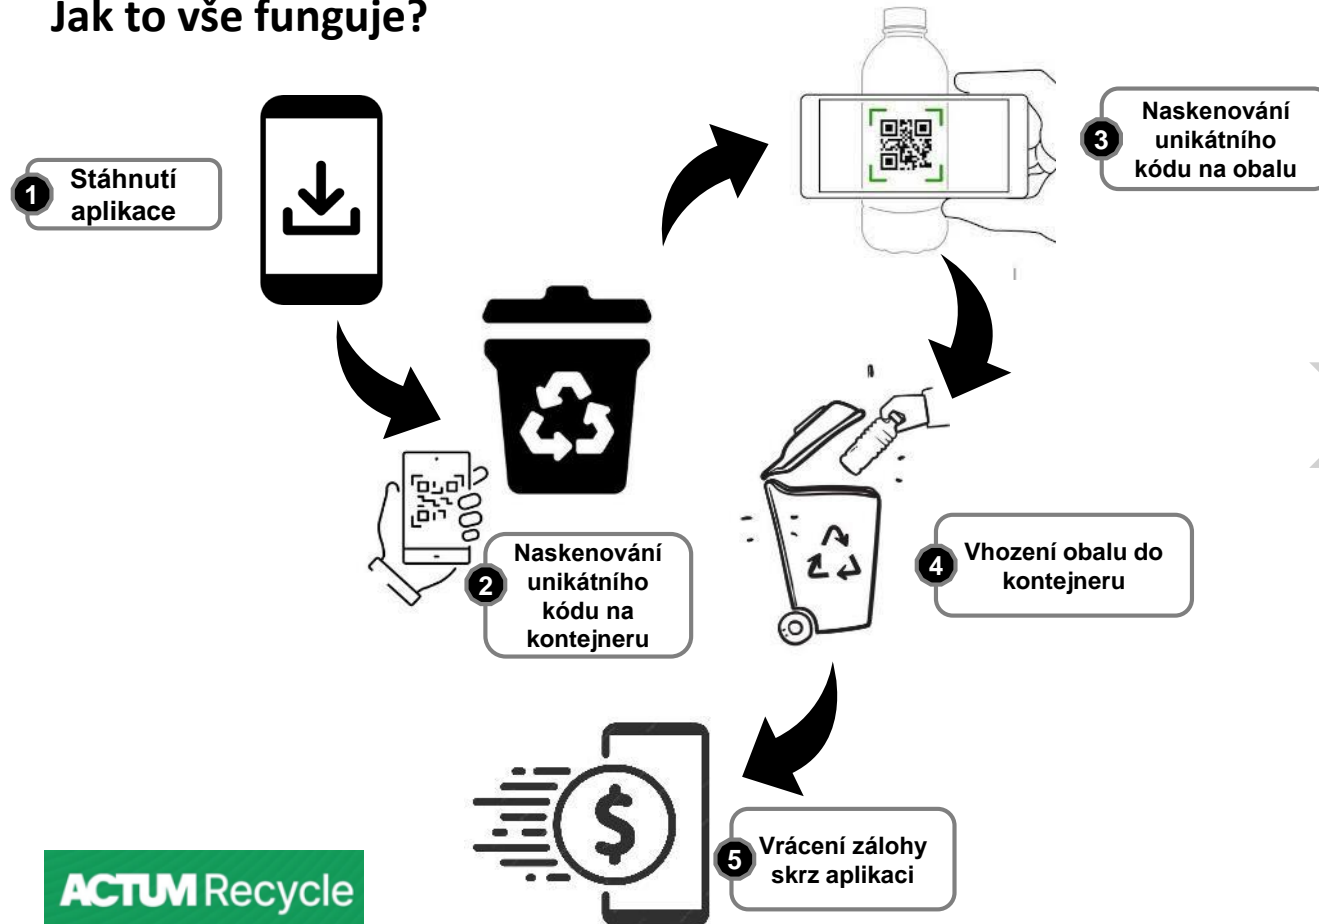 Jak to vše funguje?
1
Stáhnutí
aplikace
2
Naskenování
unikátního
kódu na
kontejneru
3
Naskenování
unikátního
kódu na obalu
4
Vhození obalu do
kontejneru
$
5
Vrácení zálohy
skrz aplikaci
ACTUM Recycle